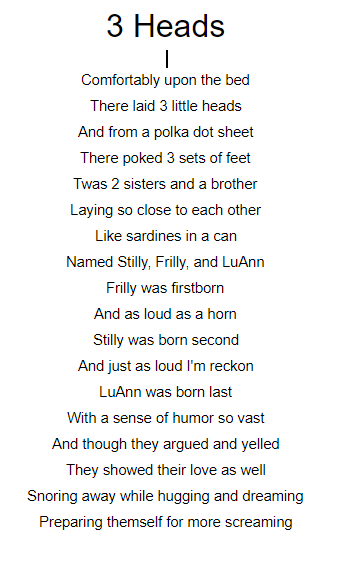 3 Heads
Comfortably upon the bed
There laid 3 little heads
And from a polka dot sheet
There poked 3 sets of feet
Twas 2 sisters and a brother
Laying so close to each other
Like sardines in a can
Named Stilly, Frilly, and LuAnn
Frilly was firstborn
And as loud as a horn
Stilly was born second
And just as loud I'm reckon
LuAnn was born last
With a sense of humor so vast
And though they argued and yelled
They showed their love as well
Snoring away while hugging and dreaming
Preparing themself for more screaming